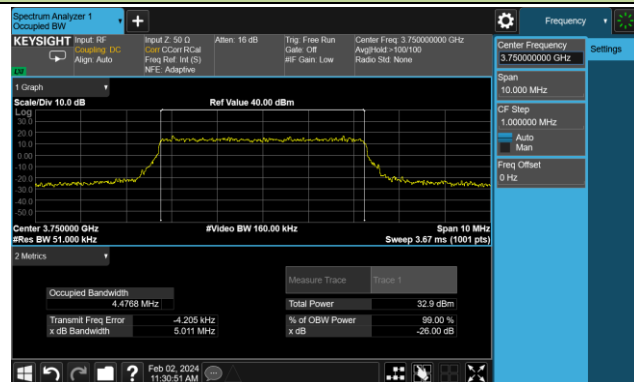 Spectrum Analyzer 1
Occupied BW
Frequency
KEYSIGHT
Input: RF
Coupling: DC
Align: Auto
Input Z: 50 Ω
Corr CCorr RCal
Freq Ref: Int (S)
NFE: Adaptive
Atten: 16 dB
Trig: Free Run
Gate: Off
#IF Gain: Low
Center Freq: 3.750000000 GHz
Avg|Hold:>100/100
Radio Std: None
Center Frequency
3.750000000 GHz
Settings
Span
10.000 MHz
CF Step
1.000000 MHz
Auto
Man
Freq Offset
0 Hz
1 Graph
Scale/Div 10.0 dB
Ref Value 40.00 dBm
Log
30.0
20.0
10.0
0.00
-10.0
-20.0
-30.0
-40.0
-50.0
Center 3.750000 GHz
#Video BW 160.00 kHz
Span 10 MHz
#Res BW 51.000 kHz
Sweep 3.67 ms (1001 pts)
2 Metrics
Measure Trace
Trace 1
Occupied Bandwidth
4.4768 MHz
Total Power
32.9 dBm
Transmit Freq Error
-4.205 kHz
% of OBW Power
99.00 %
x dB Bandwidth
5.011 MHz
x dB
-26.00 dB
Feb 02, 2024
11:30:51 AM